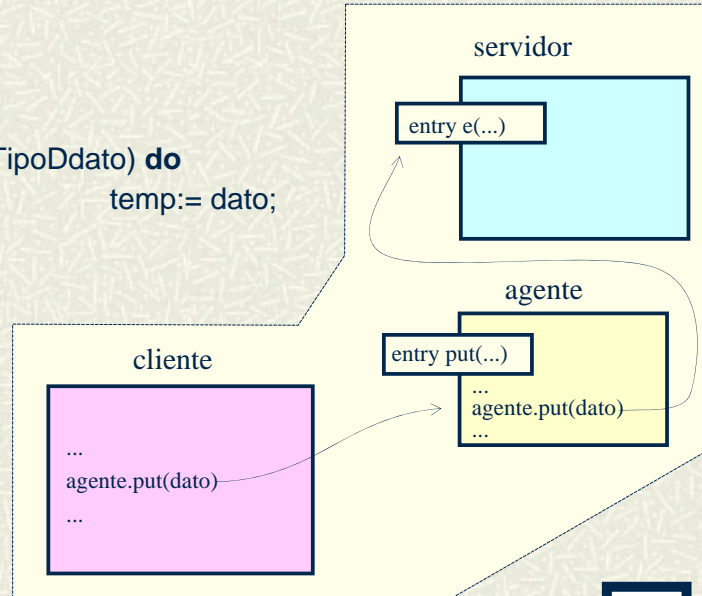 servidor
entry e(...)
TipoDdato) do
temp:= dato;
agente
entry put(...)
...
agente.put(dato)
...
cliente
...
agente.put(dato)
...